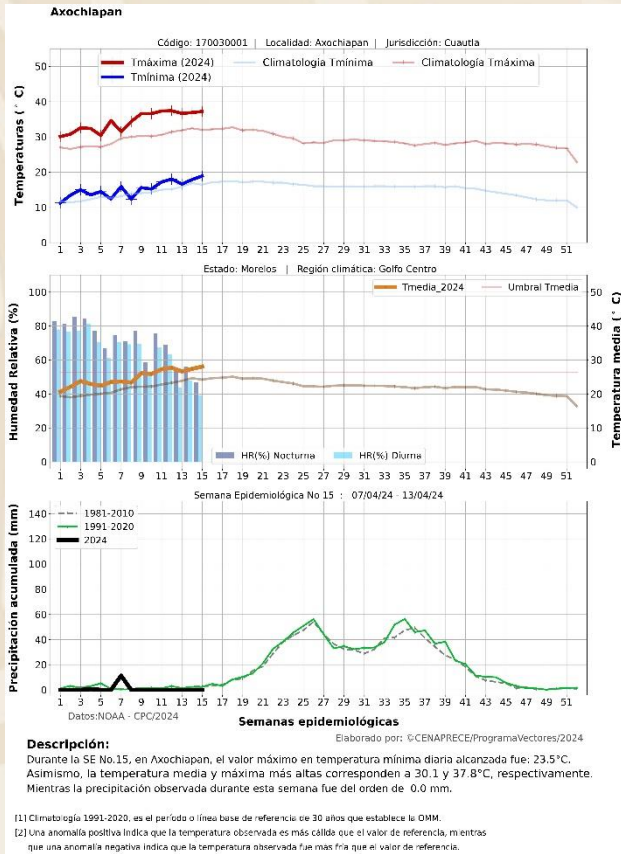 Axochiapan
Código: 170030001 | Localidad: Axochiapan | Jurisdicción: Cuautla
Temperaturas (° C)
50
40
30
20
10
0
Tmáxima (2024)
Tmínima (2024)
Climatologia Tmínima
Climatología Tmáxima
1 3 5 7 9 11 13 15 17 19 21 23 25 27 29 31 33 35 37 39 41 43 45 47 49 51
Estado: Morelos | Región climática: Golfo Centro
Humedad Relativa (%)
100
80
60
40
20
0
Tmedia_2024
Umbral Tmedia
HR(%) Nocturna
HR(%) Diurna
50
40
30
20
10
0
Temperatura media (° C)
1 3 5 7 9 11 13 15 17 19 21 23 25 27 29 31 33 35 37 39 41 43 45 47 49 51
Semana Epidemiológica No 15 : 07/04/24 - 13/04/24
Precipitación acumulada (mm)
140
120
100
80
60
40
20
0
1981-2010
1991-2020
2024
1 3 5 7 9 11 13 15 17 19 21 23 25 27 29 31 33 35 37 39 41 43 45 47 49 51
Datos:NOAA - CPC/2024
Semanas epidemiológicas
Elaborado por: ©CENAPRECE/ProgramaVectores/2024
Descripción:
Durante la SE No.15, en Axochiapan, el valor máximo en temperatura mínima diaria alcanzada fue: 23.5°C.
Asimismo, la temperatura media y máxima más altas corresponden a 30.1 y 37.8°C, respectivamente.
Mientras la precipitación observada durante esta semana fue del orden de 0.0 mm.
[1] Climatología 1991-2020, es el período o línea base de referencia de 30 años que establece la OMM.
[2] Una anomalía positiva indica que la temperatura observada es más cálida que el valor de referencia, mientras
que una anomalía negativa indica que la temperatura observada fue más fría que el valor de referencia.